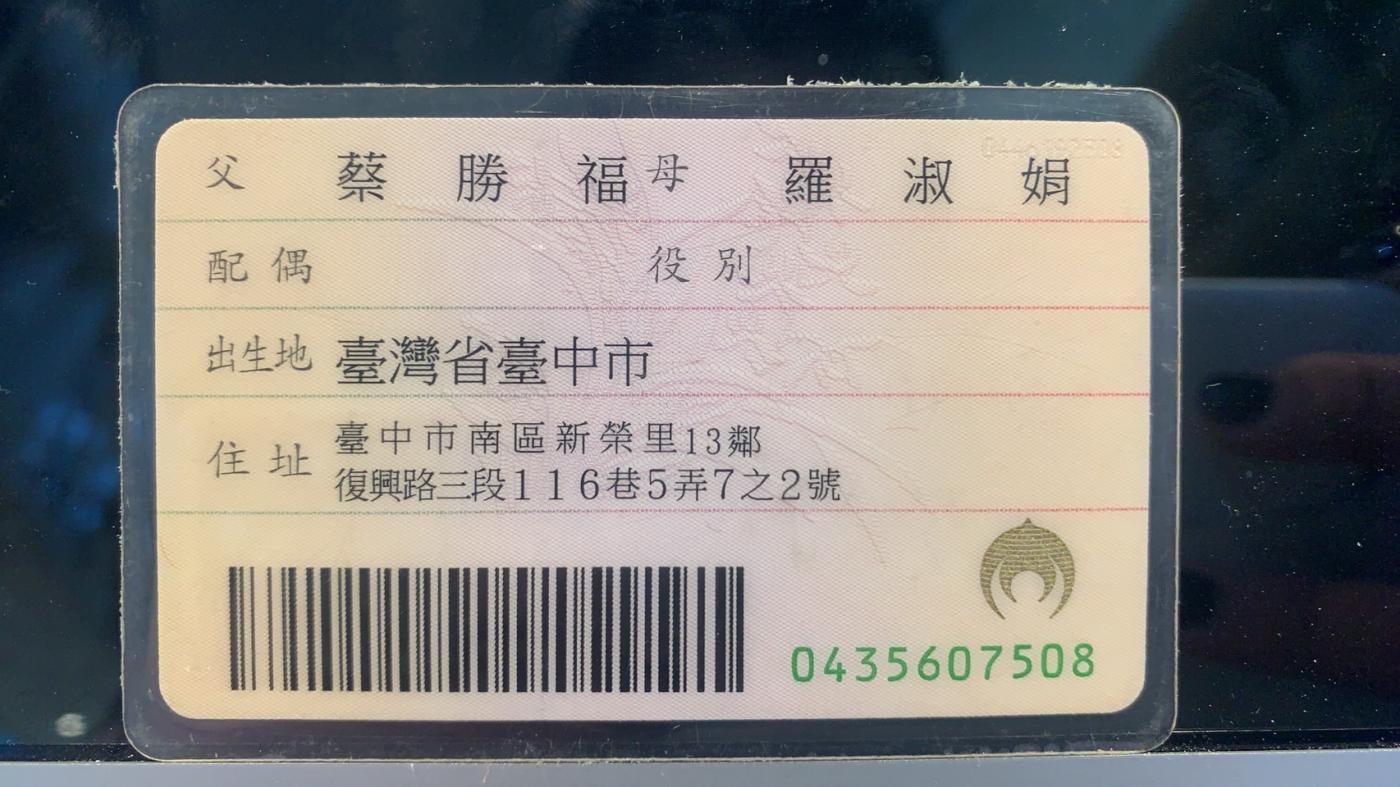 父 蔡勝福 母 羅淑娟
配偶 役別
出生地 臺灣省臺中市
住址 臺中市南區新榮里13鄰
復興路三段116巷5弄7之2號
0435607508